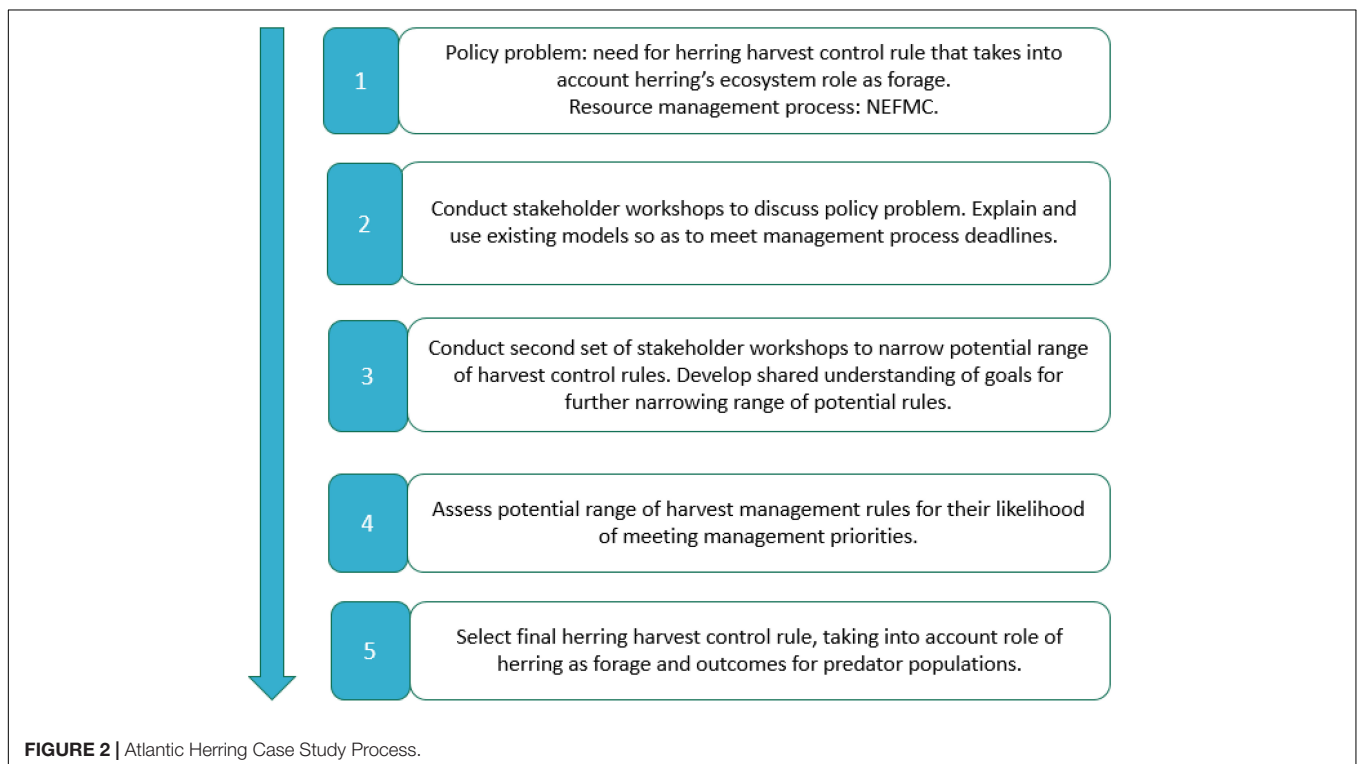 1
Policy problem: need for herring harvest control rule that takes into
account herring's ecosystem role as forage.
Resource management process: NEFMC.
2
Conduct stakeholder workshops to discuss policy problem. Explain and
use existing models so as to meet management process deadlines.
3
Conduct second set of stakeholder workshops to narrow potential range
of harvest control rules. Develop shared understanding of goals for
further narrowing range of potential rules.
4
Assess potential range of harvest management rules for their likelihood
of meeting management priorities.
5
Select final herring harvest control rule, taking into account role of
herring as forage and outcomes for predator populations.
FIGURE 2 | Atlantic Herring Case Study Process.